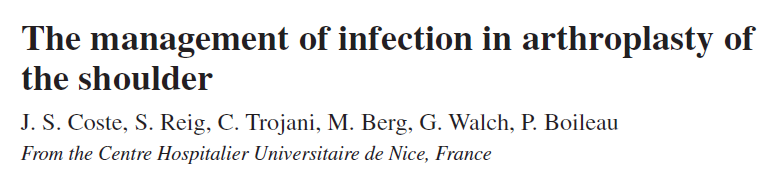 The management of infection in arthroplasty of
the shoulder
J. S. Coste, S. Reig, C. Trojani, M. Berg, G. Walch, P. Boileau
From the Centre Hospitalier Universitaire de Nice, France